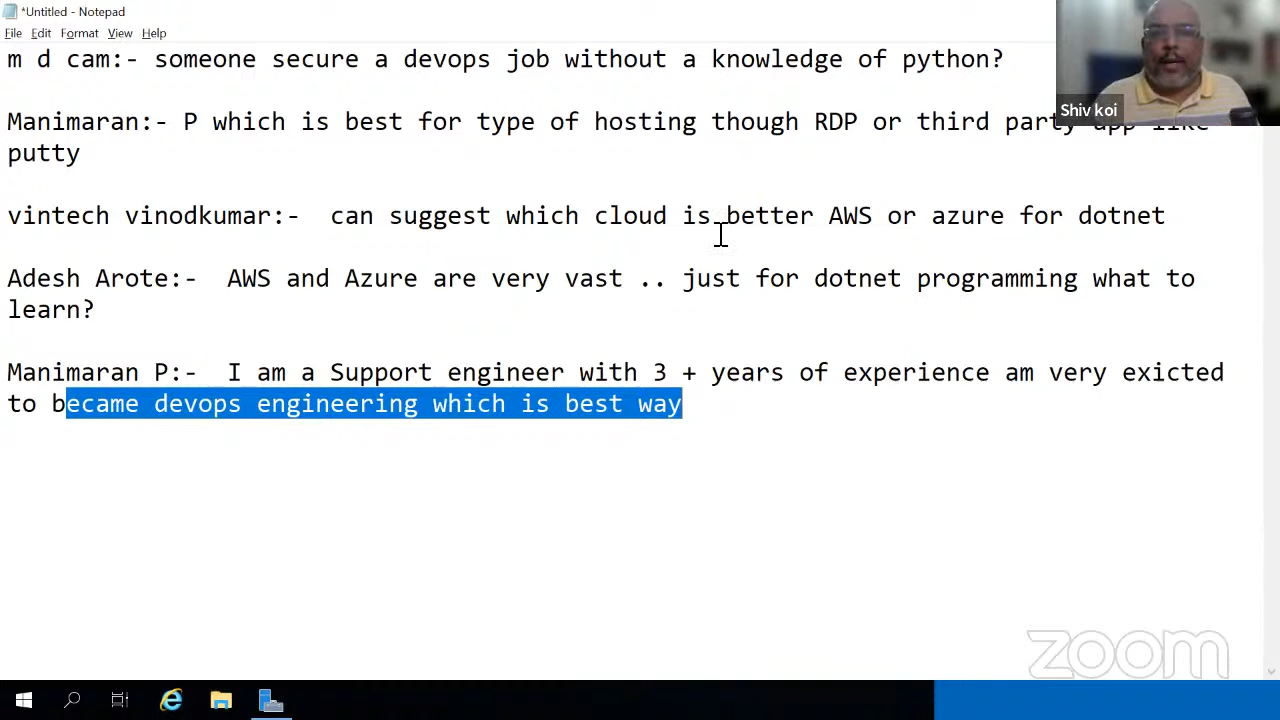 *Untitled - Notepad
File Edit Format View Help
m d cam:- someone secure a devops job without a knowledge of python?
Shiv koi
Manimaran:- P which is best for type of hosting though RDP or third party app like
putty
vintech vinodkumar:- can suggest which cloud is better AWS or azure for dotnet
Adesh Arote:- AWS and Azure are very vast .. just for dotnet programming what to
learn?
Manimaran P:- I am a Support engineer with 3 + years of experience am very exicted
to became devops engineering which is best way
zoom